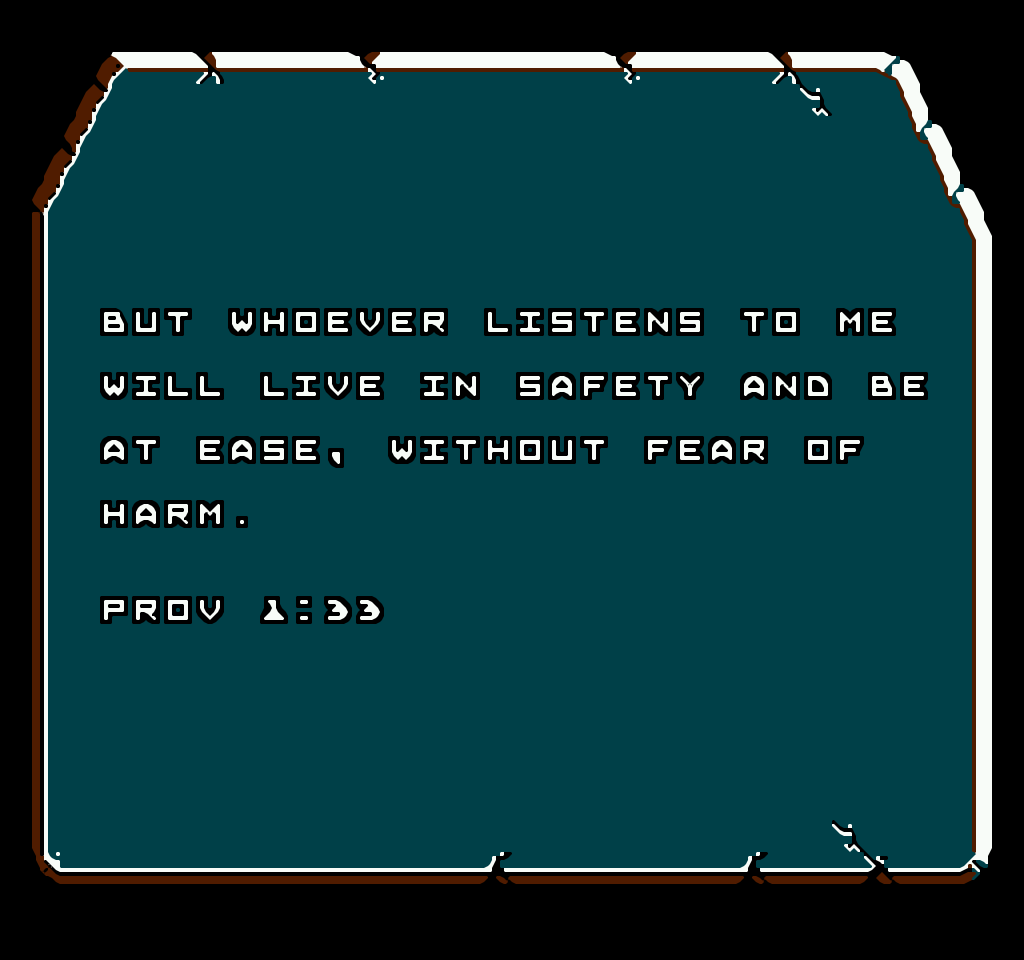 BUT WHOEVER LISTENS TO ME
WILL LIVE IN SAFETY AND BE
AT EASE, WITHOUT FEAR OF
HARM.
PROV 1:33